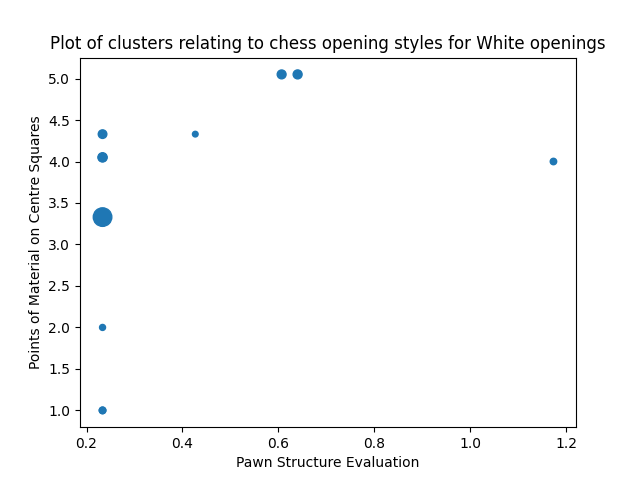 Plot of clusters relating to chess opening styles for White openings
5.0
4.5
4.0
3.5
3.0
2.5
2.0
1.5
1.0
Points of Material on Centre Squares
0.2 0.4 0.6 0.8 1.0 1.2
Pawn Structure Evaluation